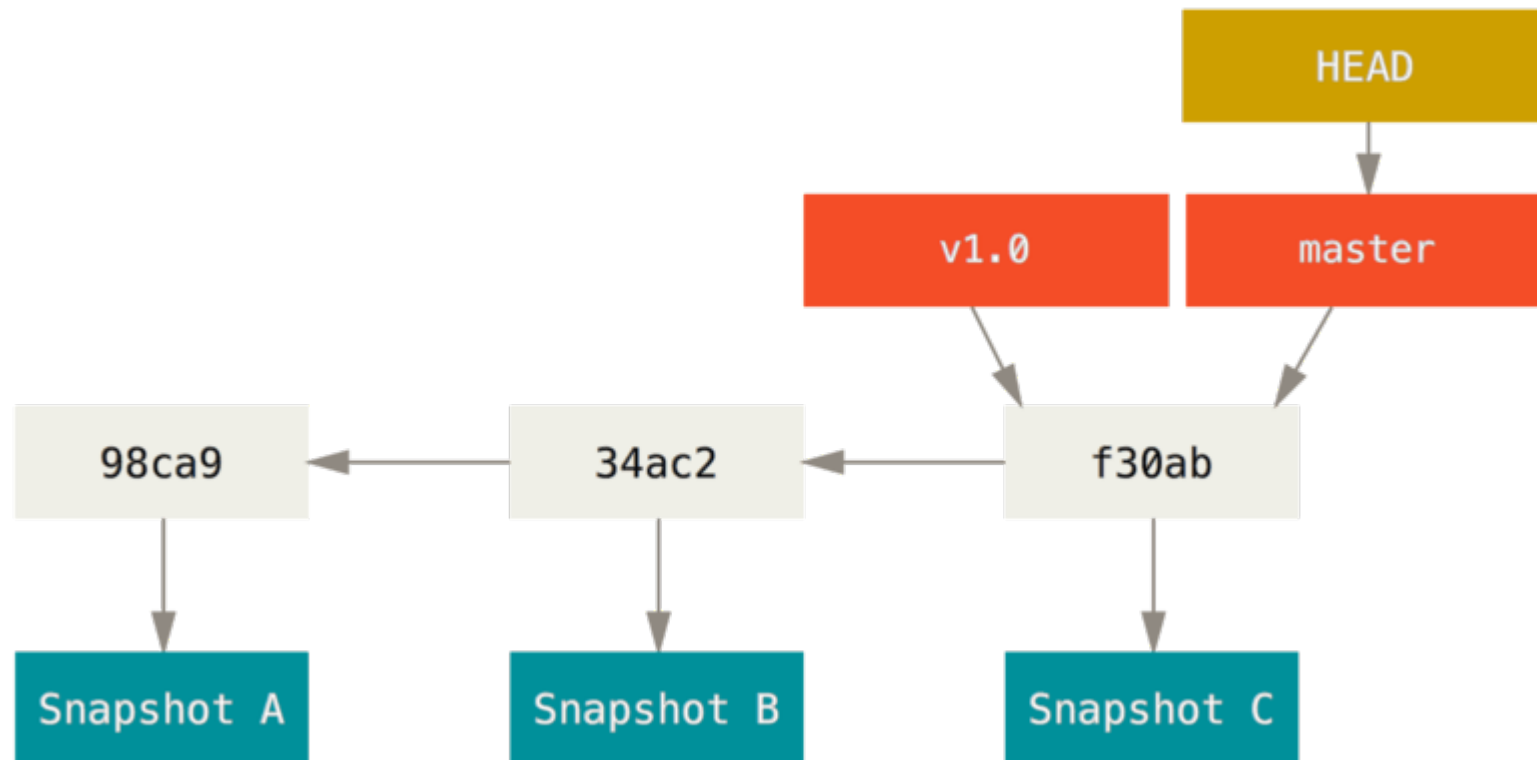 HEAD
v1.0
master
98ca9
34ac2
f30ab
Snapshot A
Snapshot B
Snapshot C